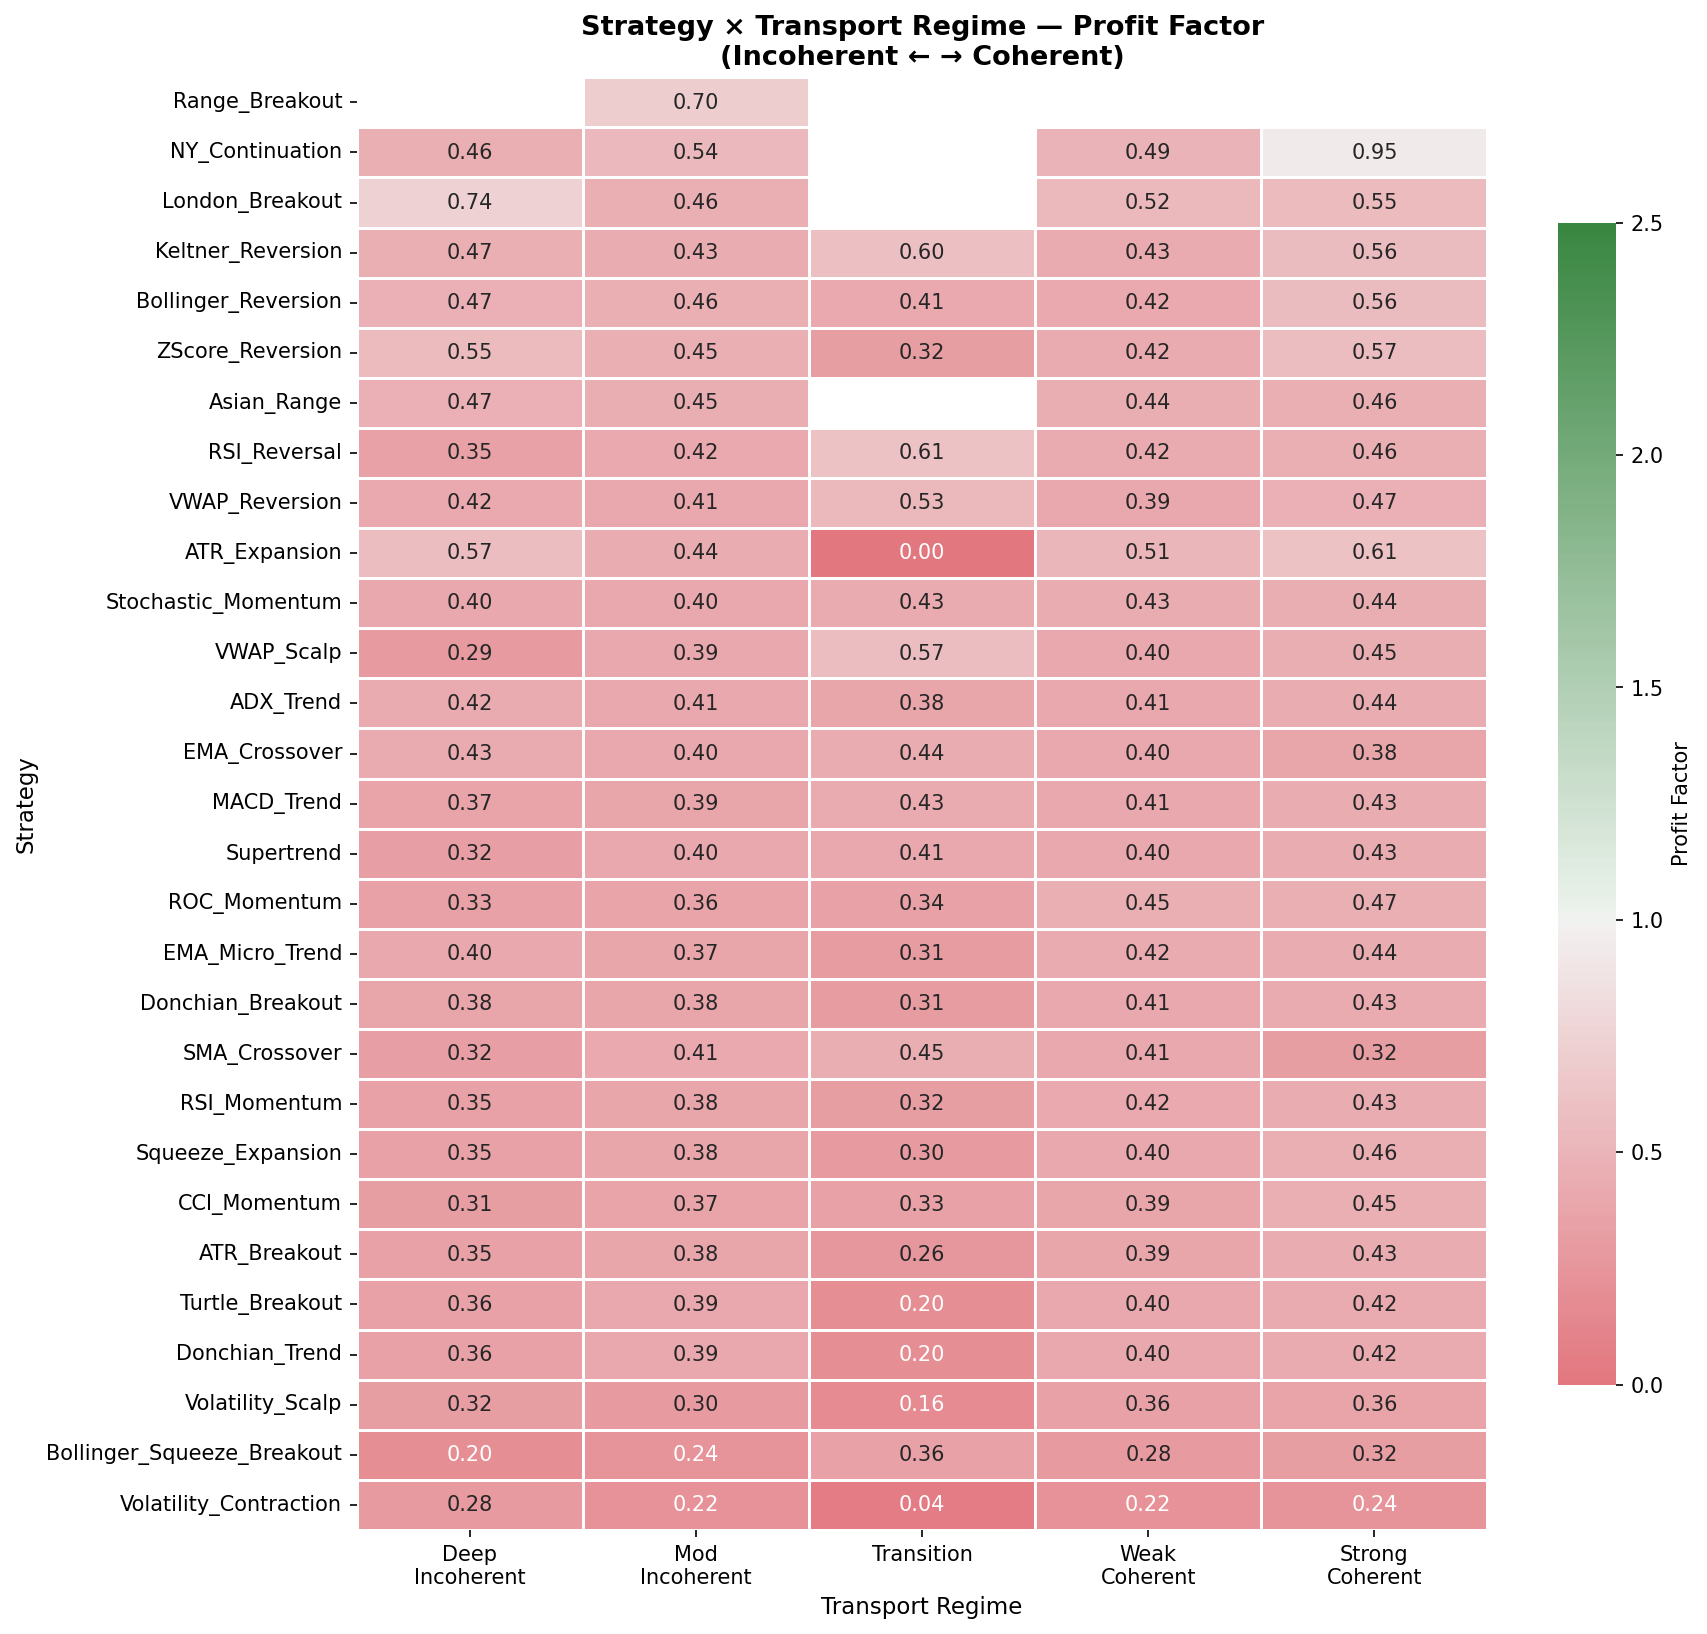 Strategy × Transport Regime — Profit Factor
(Incoherent ← → Coherent)
Range_Breakout 0.70
NY_Continuation 0.46 0.54 0.49 0.95
London_Breakout 0.74 0.46 0.52 0.55
Keltner_Reversion 0.47 0.43 0.60 0.43 0.56
Bollinger_Reversion 0.47 0.46 0.41 0.42 0.56
ZScore_Reversion 0.55 0.45 0.32 0.42 0.57
Asian_Range 0.47 0.45 0.44 0.46
RSI_Reversal 0.35 0.42 0.61 0.42 0.46
VWAP_Reversion 0.42 0.41 0.53 0.39 0.47
ATR_Expansion 0.57 0.44 0.00 0.51 0.61
Stochastic_Momentum 0.40 0.40 0.43 0.43 0.44
VWAP_Scalp 0.29 0.39 0.57 0.40 0.45
ADX_Trend 0.42 0.41 0.38 0.41 0.44
EMA_Crossover 0.43 0.40 0.44 0.40 0.38
MACD_Trend 0.37 0.39 0.43 0.41 0.43
Supertrend 0.32 0.40 0.41 0.40 0.43
ROC_Momentum 0.33 0.36 0.34 0.45 0.47
EMA_Micro_Trend 0.40 0.37 0.31 0.42 0.44
Donchian_Breakout 0.38 0.38 0.31 0.41 0.43
SMA_Crossover 0.32 0.41 0.45 0.41 0.32
RSI_Momentum 0.35 0.38 0.32 0.42 0.43
Squeeze_Expansion 0.35 0.38 0.30 0.40 0.46
CCI_Momentum 0.31 0.37 0.33 0.39 0.45
ATR_Breakout 0.35 0.38 0.26 0.39 0.43
Turtle_Breakout 0.36 0.39 0.20 0.40 0.42
Donchian_Trend 0.36 0.39 0.20 0.40 0.42
Volatility_Scalp 0.32 0.30 0.16 0.36 0.36
Bollinger_Squeeze_Breakout 0.20 0.24 0.36 0.28 0.32
Volatility_Contraction 0.28 0.22 0.04 0.22 0.24
Deep Mod Transition Weak Strong
Incoherent Incoherent Coherent Coherent
Transport Regime
Strategy
2.5
2.0
1.5
1.0
0.5
0.0
Profit Factor